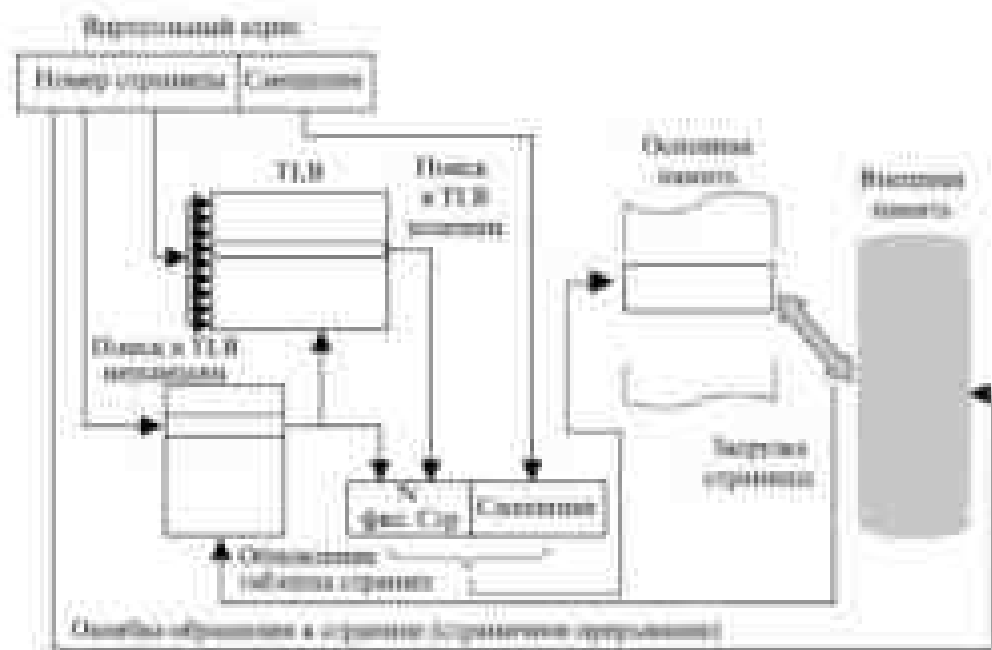 Виртуальный адрес
Номер страницы
Смещение
TLB
Поиск
в TLB
успешен
Основная
память
Внешняя
память
Поиск в TLB
неуспешен
Загрузка
страницы
№
физ. Стр
Смещение
Обновление
таблицы страниц
Ошибка обращения к странице (страничное прерывание)